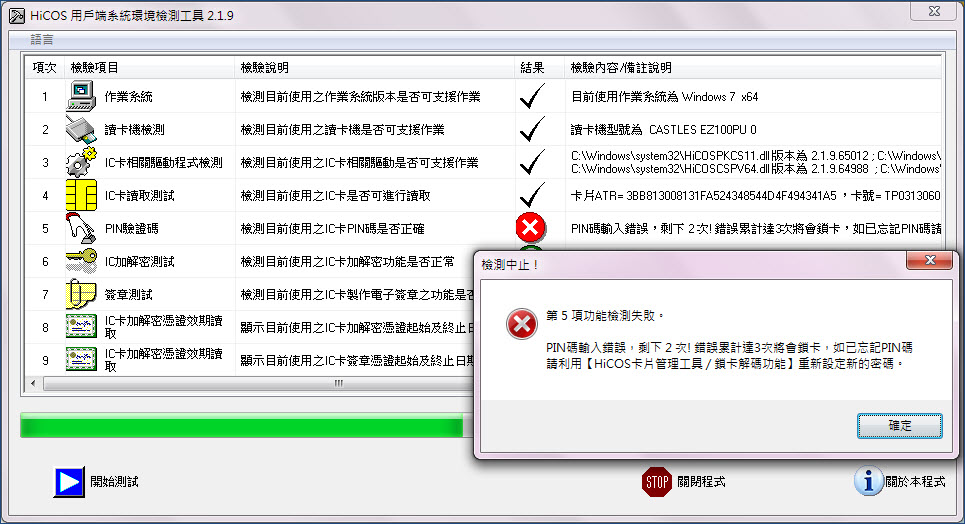 HiCOS 用戶端系統環境檢測工具 2.1.9
語言
項次 檢驗項目 檢驗說明 結果 檢驗內容/備註說明
1 作業系統 檢測目前使用之作業系統版本是否可支援作業 目前使用作業系統為 Windows 7 x64
2 讀卡機檢測 檢測目前使用之讀卡機是否可支援作業 讀卡機型號為 CASTLES EZ100PU 0
3 IC卡相關驅動程式檢測 檢測目前使用之IC卡相關驅動是否可支援作業 C:\Windows\system32\HiCOSPKCS11.dll版本為 2.1.9.65012 ; C:\Windows\
C:\Windows\system32\HiCOSCSPV64.dll版本為 2.1.9.64988 ; C:\Windows\
4 IC卡讀取測試 檢測目前使用之IC卡是否可進行讀取 卡片ATR= 3BB813008131FA524348544D4F494341A5 , 卡號= TP0313060
5 PIN驗證碼 檢測目前使用之IC卡PIN碼是否正確 PIN碼輸入錯誤，剩下 2 次! 錯誤累計達3次將會鎖卡，如已忘記PIN碼請
6 IC加解密測試 檢測目前使用之IC卡加解密功能是否正常
7 簽章測試 檢測目前使用之IC卡製作電子簽章之功能是否
8 IC卡加解密憑證效期讀取 顯示目前使用之IC卡加解密憑證起始及終止日
9 IC卡加解密憑證效期讀取 顯示目前使用之IC卡簽章憑證起始及終止日期
檢測中止！
第 5 項功能檢測失敗。
PIN碼輸入錯誤，剩下 2 次! 錯誤累計達3次將會鎖卡，如已忘記PIN碼
請利用【HiCOS卡片管理工具 / 鎖卡解碼功能】重新設定新的密碼。
確定
開始測試 STOP 關閉程式 關於本程式